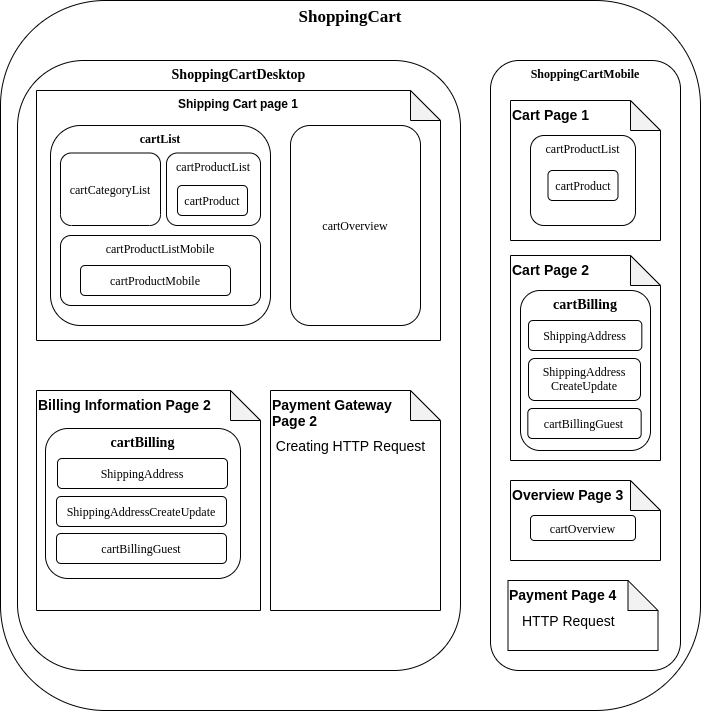 ShoppingCart
ShoppingCartDesktop
Shipping Cart page 1
cartList
cartCategoryList
cartProductList
cartProduct
cartProductListMobile
cartProductMobile
cartOverview
Billing Information Page 2
cartBilling
ShippingAddress
ShippingAddressCreateUpdate
cartBillingGuest
Payment Gateway
Page 2
Creating HTTP Request
ShoppingCartMobile
Cart Page 1
cartProductList
cartProduct
Cart Page 2
cartBilling
ShippingAddress
ShippingAddress
CreateUpdate
cartBillingGuest
Overview Page 3
cartOverview
Payment Page 4
HTTP Request